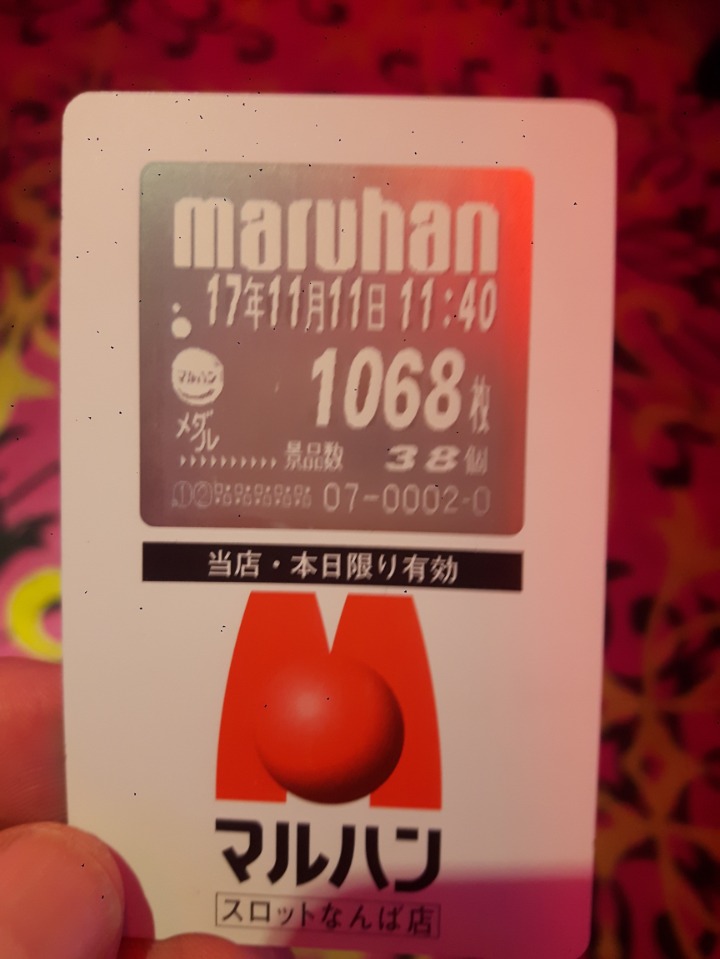 maruhan
17年11月11日 11:40
マルハン
1068枚
メダル
景品数 38個
07-0002-0
当店・本日限り有効
マルハン
スロットなんば店